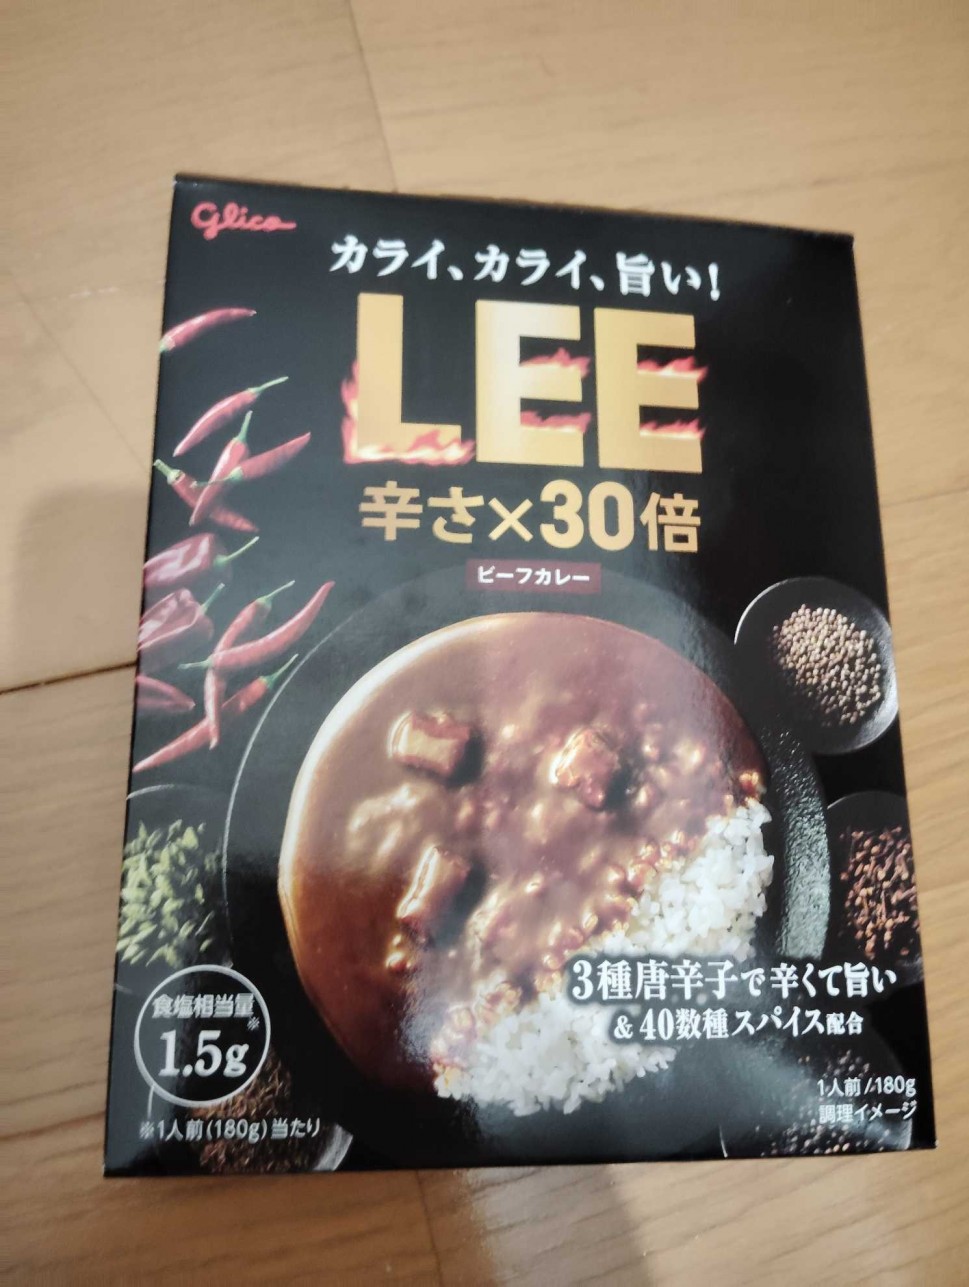 Glico
カライ、カライ、旨い!
LEE
辛さ×30倍
ビーフカレー
3種唐辛子で辛くて旨い
&40数種スパイス配合
食塩相当量※
1.5g
※1人前(180g)当たり
1人前/180g
調理イメージ